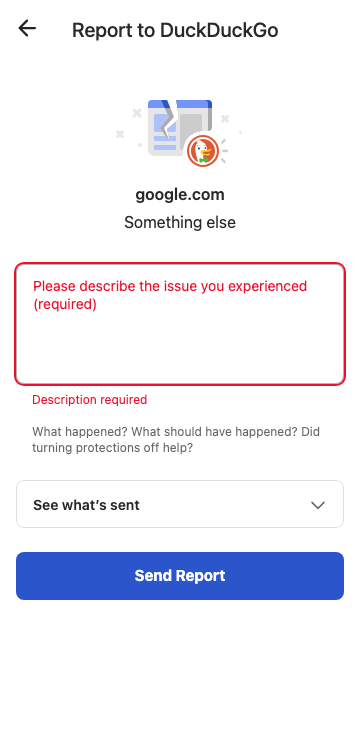 Report to DuckDuckGo
google.com
Something else
Please describe the issue you experienced
(required)
Description required
What happened? What should have happened? Did
turning protections off help?
See what’s sent
Send Report